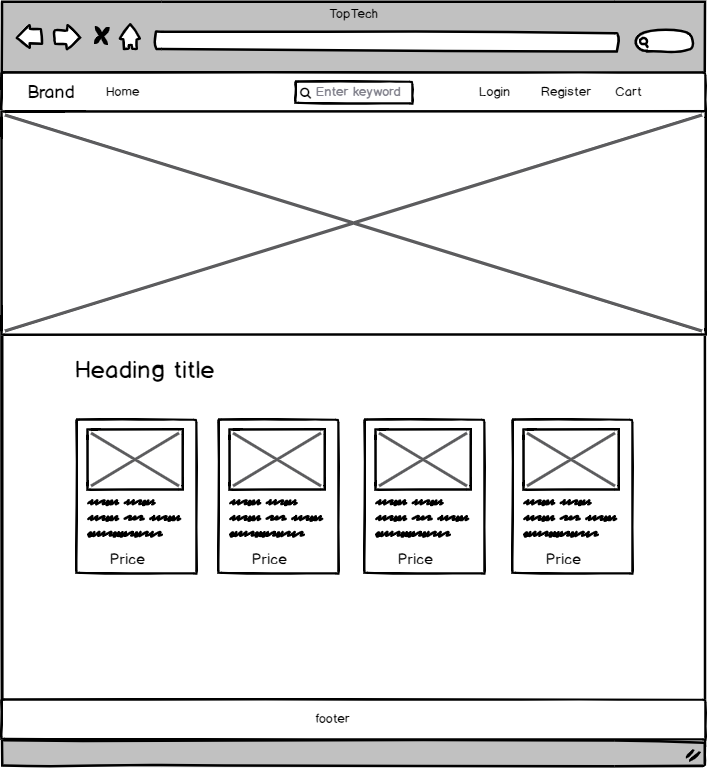 TopTech
Brand Home Enter keyword Login Register Cart
Heading title
Price Price Price Price
footer